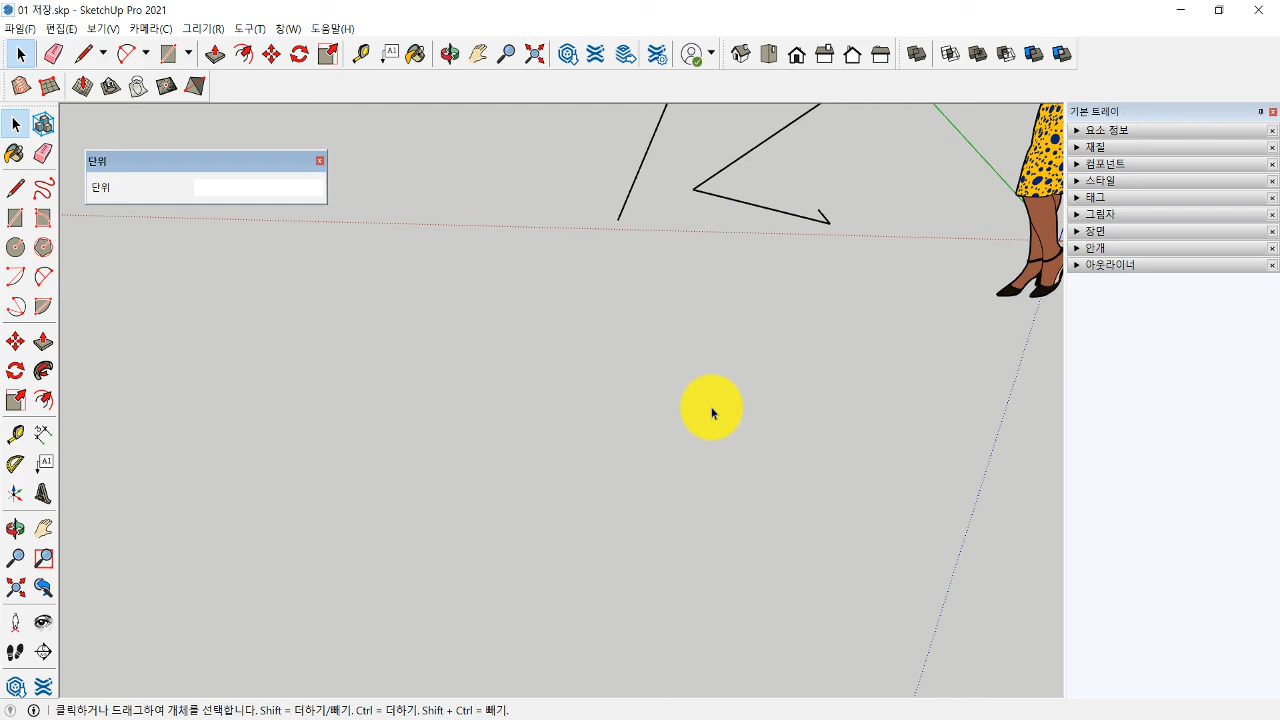 01 저장.skp - SketchUp Pro 2021
파일(F) 편집(E) 보기(V) 카메라(C) 그리기(R) 도구(T) 창(W) 도움말(H)
A1
기본 트레이
요소 정보
재질
컴포넌트
스타일
태그
그림자
장면
안개
아웃라이너
단위
단위
A1
클릭하거나 드래그하여 개체를 선택합니다. Shift = 더하기/빼기. Ctrl = 더하기. Shift + Ctrl = 빼기.